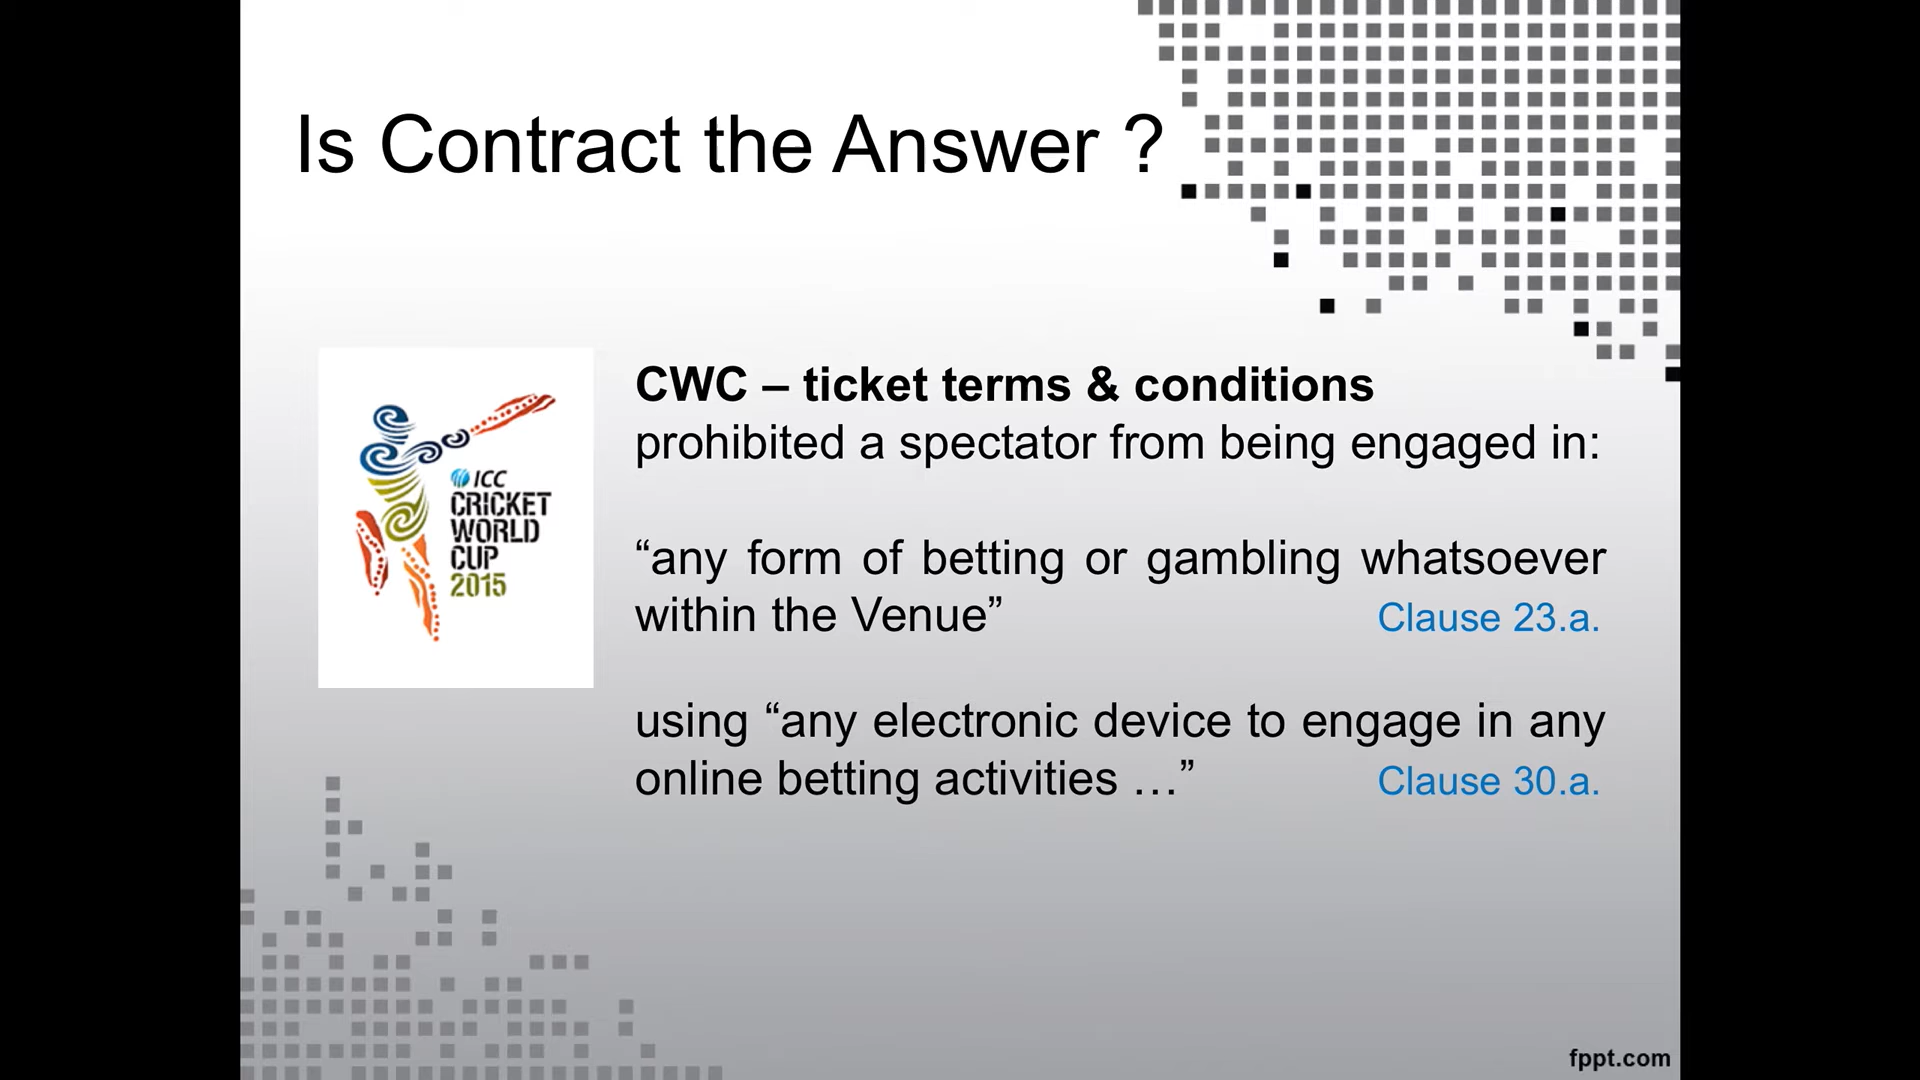 Is Contract the Answer ?
ICC
CRICKET
WORLD
CUP
2015
CWC – ticket terms & conditions
prohibited a spectator from being engaged in:
“any form of betting or gambling whatsoever
within the Venue” Clause 23.a.
using “any electronic device to engage in any
online betting activities …” Clause 30.a.
fppt.com